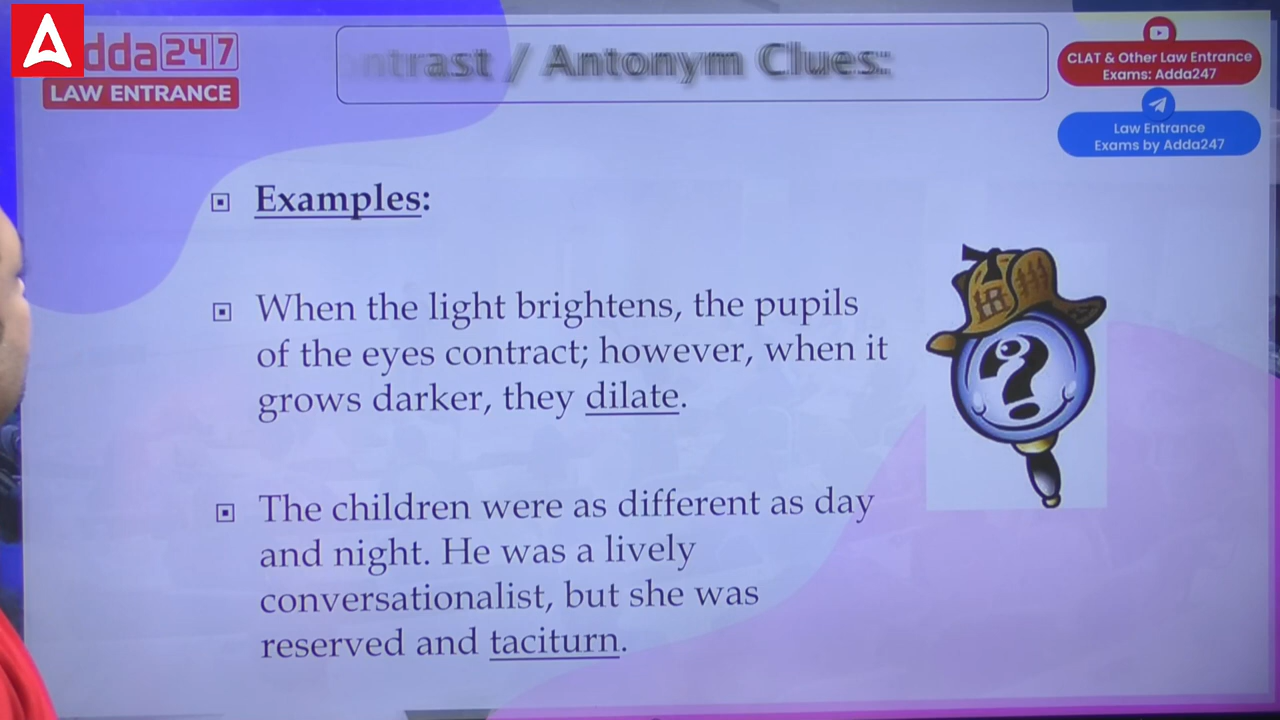 dda247
LAW ENTRANCE
ntrast / Antonym Clues:
CLAT & Other Law Entrance
Exams: Adda247
Law Entrance
Exams by Adda247
Examples:
When the light brightens, the pupils
of the eyes contract; however, when it
grows darker, they dilate.
The children were as different as day
and night. He was a lively
conversationalist, but she was
reserved and taciturn.